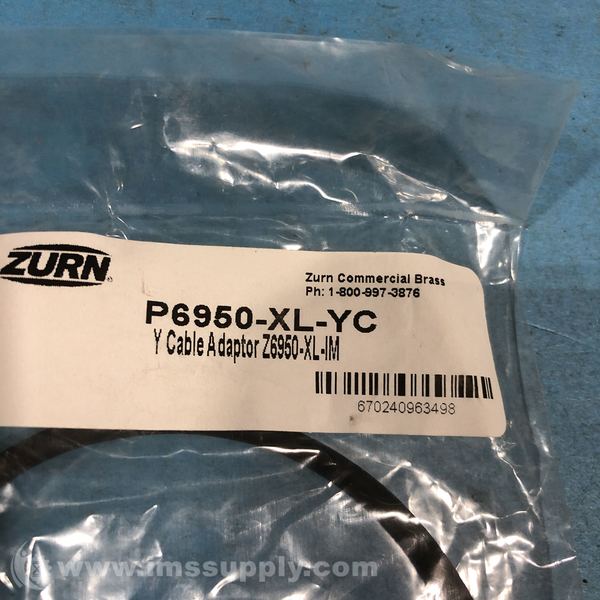 ZURN
Zurn Commercial Brass
Ph: 1-800-997-3876
P6950-XL-YC
Y Cable Adaptor Z6950-XL-IM
670240963498
www.imssupply.com